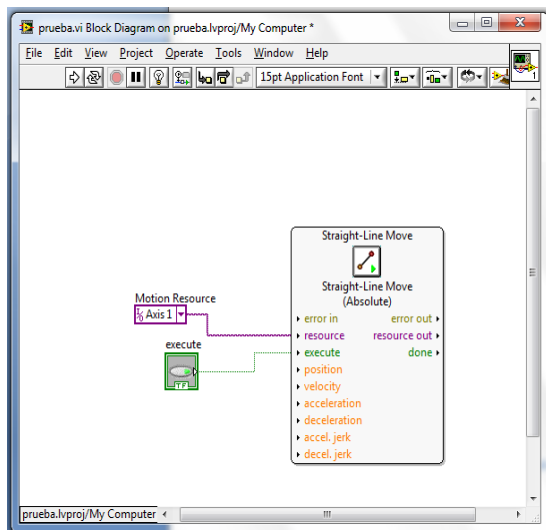 prueba.vi Block Diagram on prueba.lvproj/My Computer *
File Edit View Project Operate Tools Window Help
15pt Application Font
1
Straight-Line Move
Straight-Line Move
(Absolute)
Motion Resource
Axis 1
error in error out
resource resource out
execute
execute done
TF
position
velocity
acceleration
deceleration
accel. jerk
decel. jerk
prueba.lvproj/My Computer